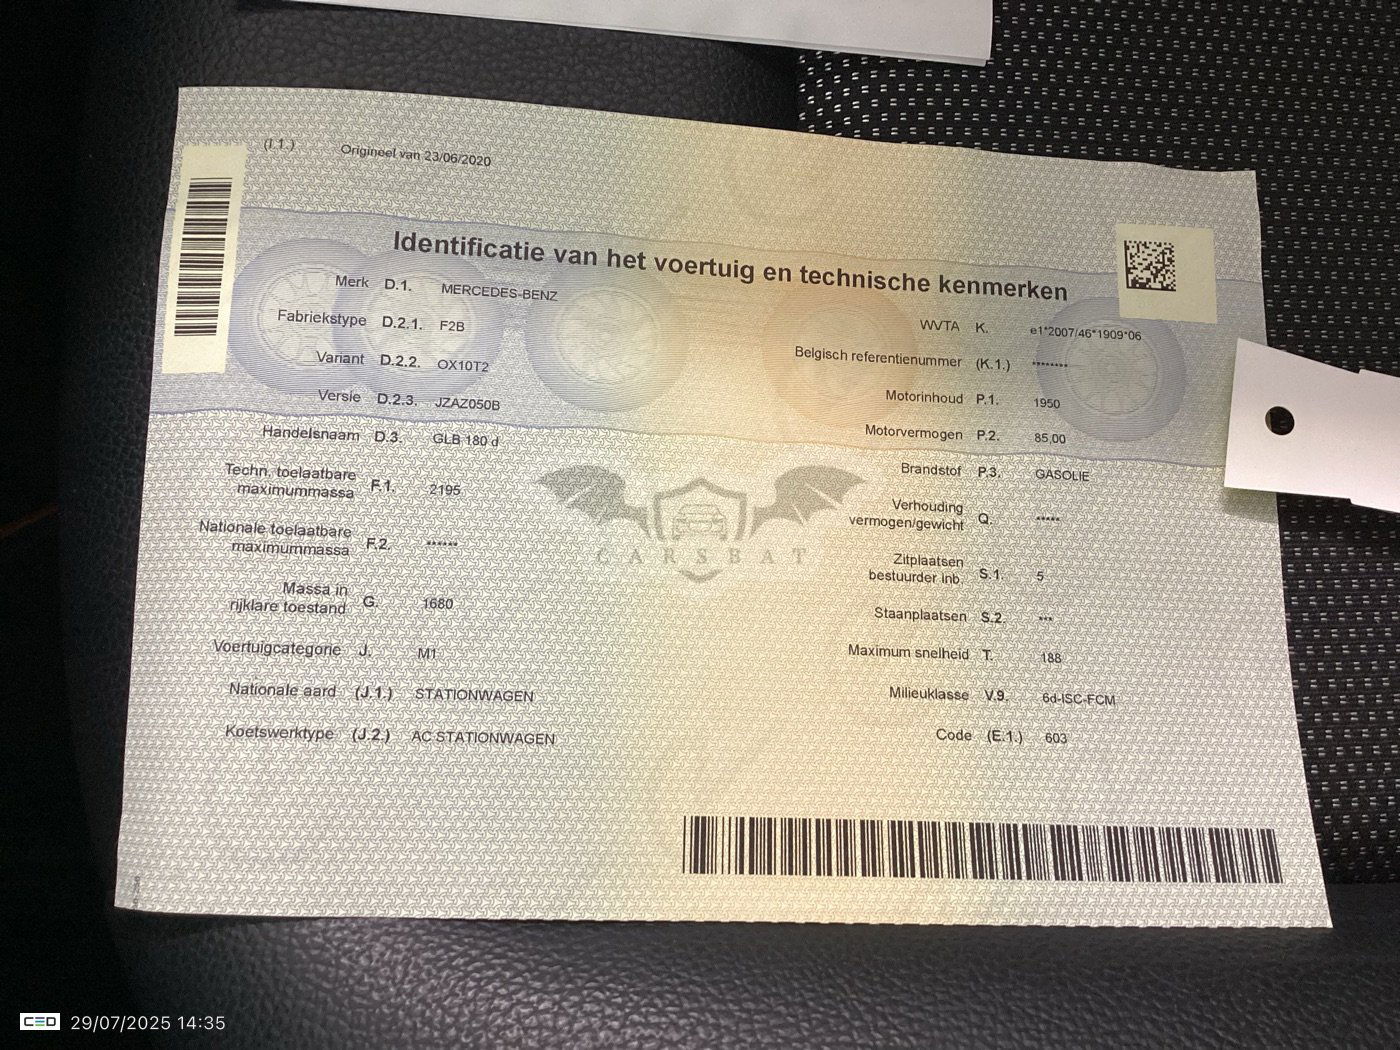 (I.1.) Origineel van 23/06/2020
Identificatie van het voertuig en technische kenmerken
Merk D.1. MERCEDES-BENZ
Fabriekstype D.2.1. F2B
Variant D.2.2. OX10T2
Versie D.2.3. JZAZ050B
Handelsnaam D.3. GLB 180 d
Techn. toelaatbare
maximummassa F.1. 2195
Nationale toelaatbare
maximummassa F.2. ******
Massa in
rijklare toestand G. 1680
Voertuigcategorie J. M1
Nationale aard (J.1.) STATIONWAGEN
Koetswerktype (J.2.) AC STATIONWAGEN
WVTA K. e1*2007/46*1909*06
Belgisch referentienummer (K.1.) ********
Motorinhoud P.1. 1950
Motorvermogen P.2. 85,00
Brandstof P.3. GASOLIE
Verhouding
vermogen/gewicht Q. *****
Zitplaatsen
bestuurder inb. S.1. 5
Staanplaatsen S.2. ***
Maximum snelheid T. 188
Milieuklasse V.9. 6d-ISC-FCM
Code (E.1.) 603
CARSBAT
CED 29/07/2025 14:35